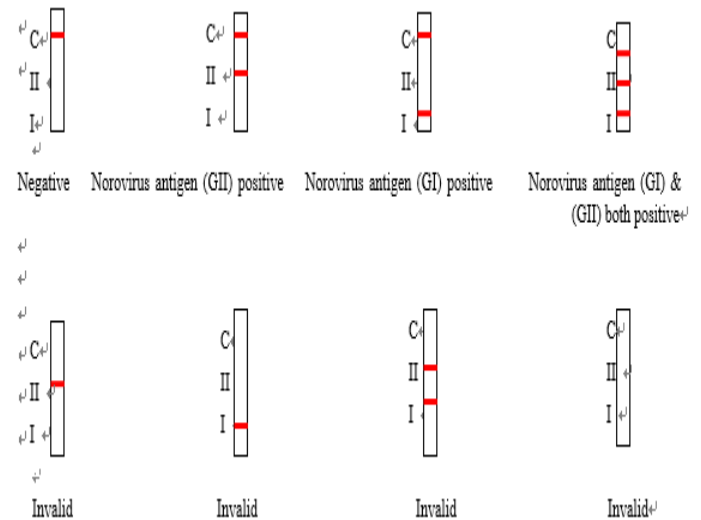 C C C C
II II II II
I I I I
Negative Norovirus antigen (GII) positive Norovirus antigen (GI) positive Norovirus antigen (GI) &
(GII) both positive
C C C C
II II II II
I I I I
Invalid Invalid Invalid Invalid